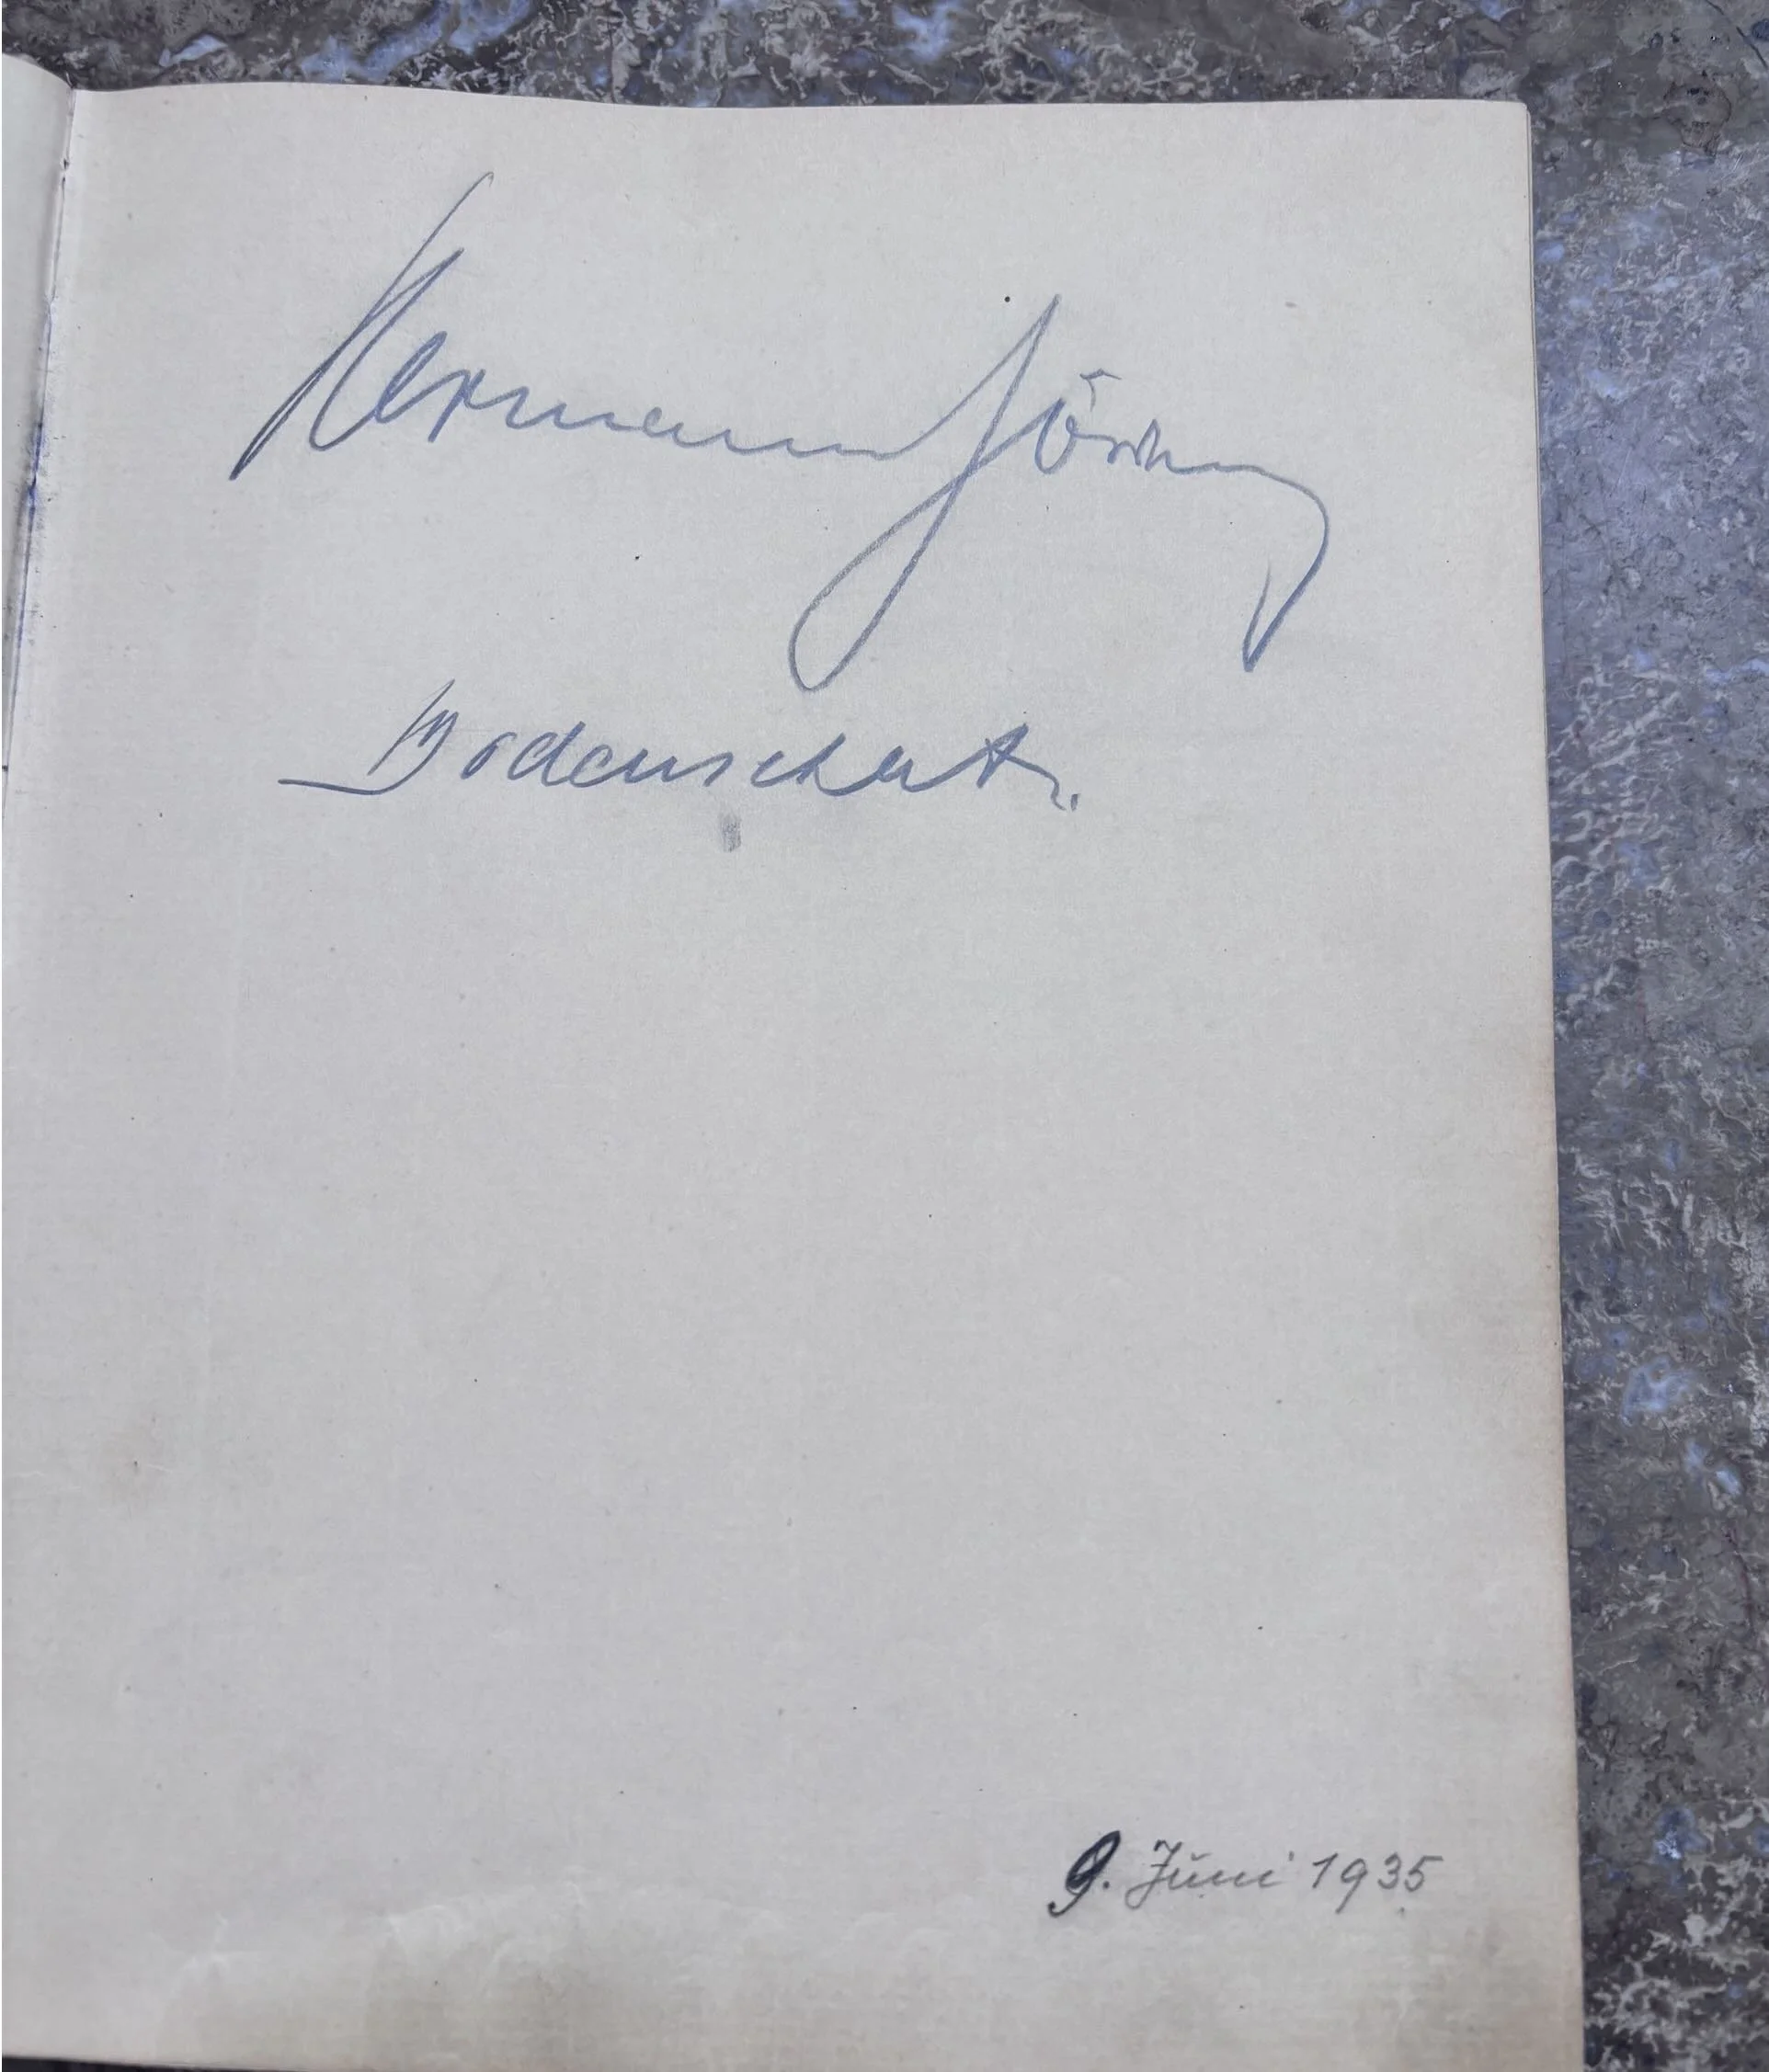 Hermann Göring
Bodenschatz.
9. Juni 1935